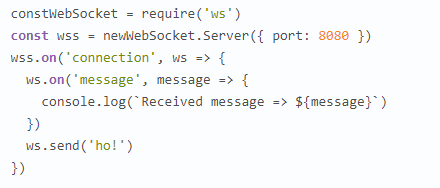 constWebSocket = require('ws')
const wss = newWebSocket.Server({ port: 8080 })
wss.on('connection', ws => {
  ws.on('message', message => {
    console.log(`Received message => ${message}`)
  })
  ws.send('ho!')
})